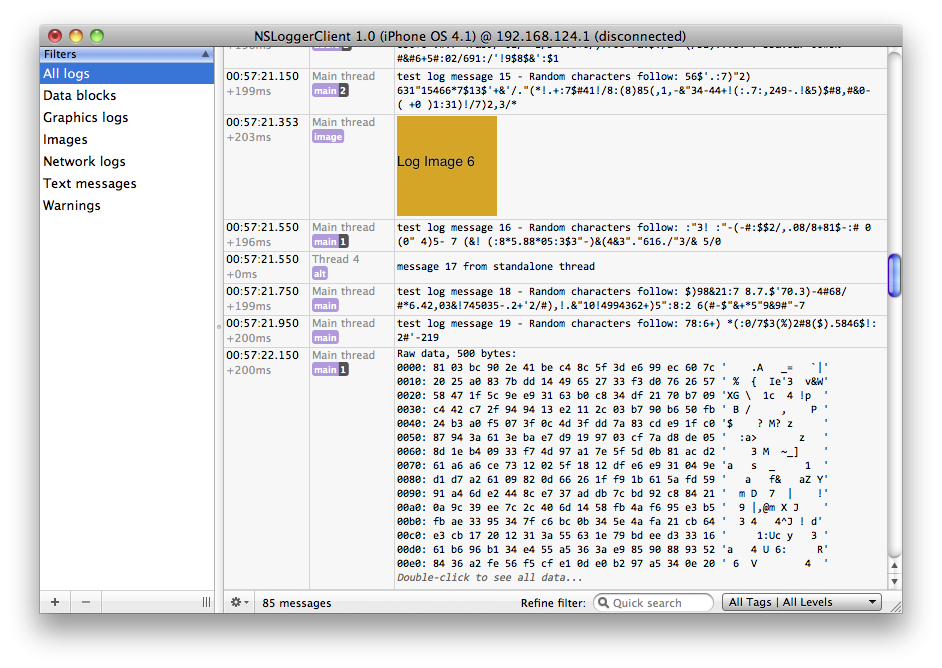 NSLoggerClient 1.0 (iPhone OS 4.1) @ 192.168.124.1 (disconnected)
Filters
All logs
Data blocks
Graphics logs
Images
Network logs
Text messages
Warnings
#&#6+5#:02/691:/'!9$8$&':$1
00:57:21.150
+199ms
Main thread
main 2
test log message 15 - Random characters follow: 56$'.:7)"2)
631"15466*7$13$'+&'/."(*!.+:7$#41!/8:(8)85(,1,-&"34-44+!(:.7:,249-.!&5)$#8,#&0-
( +0 )1:31)!/7)2,3/*
00:57:21.353
+203ms
Main thread
image
Log Image 6
00:57:21.550
+196ms
Main thread
main 1
test log message 16 - Random characters follow: :"3! :"-(-#:$$2/,.08/8+81$-:# 0
(0" 4)5- 7 (&! (:8*5.88*05:3$3"-)&(4&3"."616./"3/& 5/0
00:57:21.550
+0ms
Thread 4
alt
message 17 from standalone thread
00:57:21.750
+199ms
Main thread
main
test log message 18 - Random characters follow: $)98&21:7 8.7.$'70.3)-4#68/
#*6.42,03&!745035-.2+'2/#),!.&"10!4994362+)5":8:2 6(#-$"&+*5"9&9#"-7
00:57:21.950
+200ms
Main thread
main
test log message 19 - Random characters follow: 78:6+) *(:0/7$3(%)2#8($).5846$!:
2#'-219
00:57:22.150
+200ms
Main thread
main 1
Raw data, 500 bytes:
0000: 81 03 bc 90 2e 41 be c4 8c 5f 3d e6 99 ec 60 7c '    .A   _=   `|'
0010: 20 25 a0 83 7b dd 14 49 65 27 33 f3 d0 76 26 57 ' %  {  Ie'3  v&W'
0020: 58 47 1f 5c 9e e9 31 63 b0 c8 34 df 21 70 b7 09 'XG \  1c  4 !p  '
0030: c4 42 c7 2f 94 94 13 e2 11 2c 03 b7 90 b6 50 fb ' B /     ,    P '
0040: 24 b3 a0 f5 07 3f 0c 4d 3f dd 7a 83 cd e9 1f c0 '$    ? M? z     '
0050: 87 94 3a 61 3e ba e7 d9 19 97 03 cf 7a d8 de 05 '  :a>       z   '
0060: 8d 1e b4 09 33 f7 4d 97 a1 7e 5f 5d 0b 81 ac d2 '    3 M  ~_]    '
0070: 61 a6 a6 ce 73 12 02 5f 18 12 df e6 e9 31 04 9e 'a   s  _     1  '
0080: d1 d7 a2 61 09 82 0d 66 26 1f f9 1b 61 5a fd 59 '   a   f&   aZ Y'
0090: 91 a4 6d e2 44 8c e7 37 ad db 7c bd 92 c8 84 21 '  m D  7  |    !'
00a0: 0a 9c 39 ee 7c 2c 40 6d 14 58 fb 4a f6 95 e3 b5 '  9 |,@m X J    '
00b0: fb ae 33 95 34 7f c6 bc 0b 34 5e 4a fa 21 cb 64 '  3 4    4^J ! d'
00c0: e3 cb 17 20 12 31 3a 55 63 1e 79 bd ee d3 33 16 '     1:Uc y   3 '
00d0: 61 b6 96 b1 34 e4 55 a5 36 3a e9 85 90 88 93 52 'a   4 U 6:     R'
00e0: 84 36 a2 fe 56 f5 cf e1 0d e0 b2 97 a5 34 0e 20 ' 6  V        4  '
Double-click to see all data...
85 messages
Refine filter:
Quick search
All Tags | All Levels